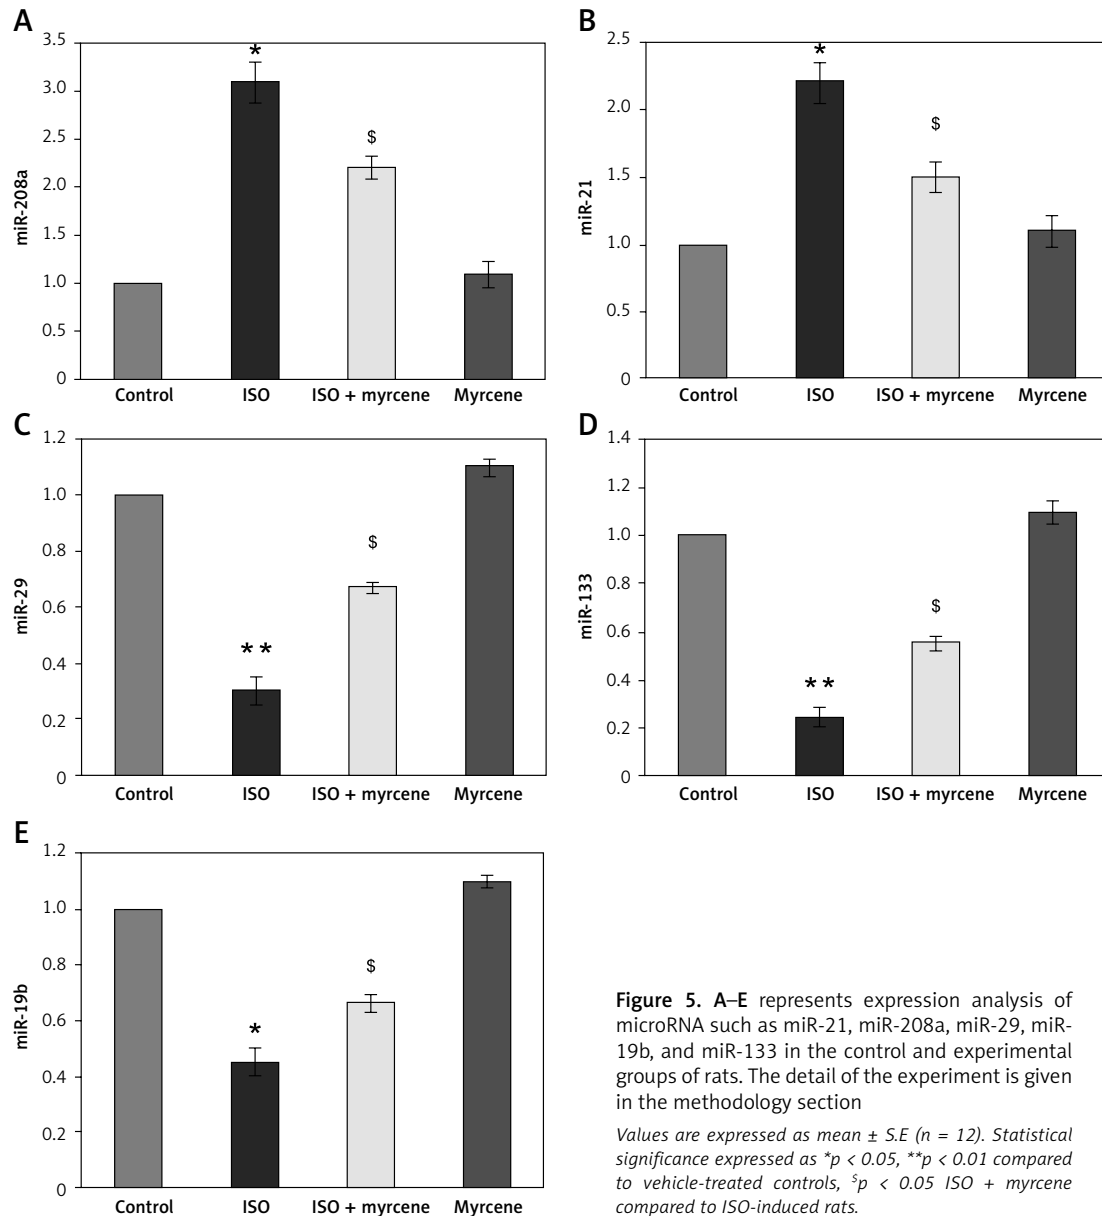 A
3.5
3.0
2.5
2.0
1.5
1.0
0.5
0
miR-208a
*
$
Control ISO ISO + myrcene Myrcene
B
2.5
2.0
1.5
1.0
0.5
0
miR-21
*
$
Control ISO ISO + myrcene Myrcene
C
1.2
1.0
0.8
0.6
0.4
0.2
0
miR-29
**
$
Control ISO ISO + myrcene Myrcene
D
1.4
1.2
1.0
0.8
0.6
0.4
0.2
0
miR-133
**
$
Control ISO ISO + myrcene Myrcene
E
1.2
1.0
0.8
0.6
0.4
0.2
0
miR-19b
*
$
Control ISO ISO + myrcene Myrcene
Figure 5. A–E represents expression analysis of
microRNA such as miR-21, miR-208a, miR-29, miR-
19b, and miR-133 in the control and experimental
groups of rats. The detail of the experiment is given
in the methodology section
Values are expressed as mean ± S.E (n = 12). Statistical
significance expressed as *p < 0.05, **p < 0.01 compared
to vehicle-treated controls, $p < 0.05 ISO + myrcene
compared to ISO-induced rats.